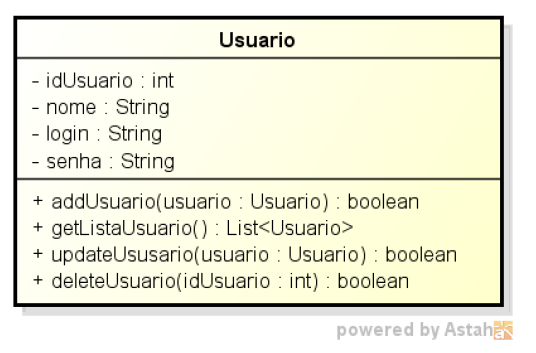 Usuario
- idUsuario : int
- nome : String
- login : String
- senha : String
+ addUsuario(usuario : Usuario) : boolean
+ getListaUsuario() : List<Usuario>
+ updateUsusario(usuario : Usuario) : boolean
+ deleteUsuario(idUsuario : int) : boolean
powered by Astah